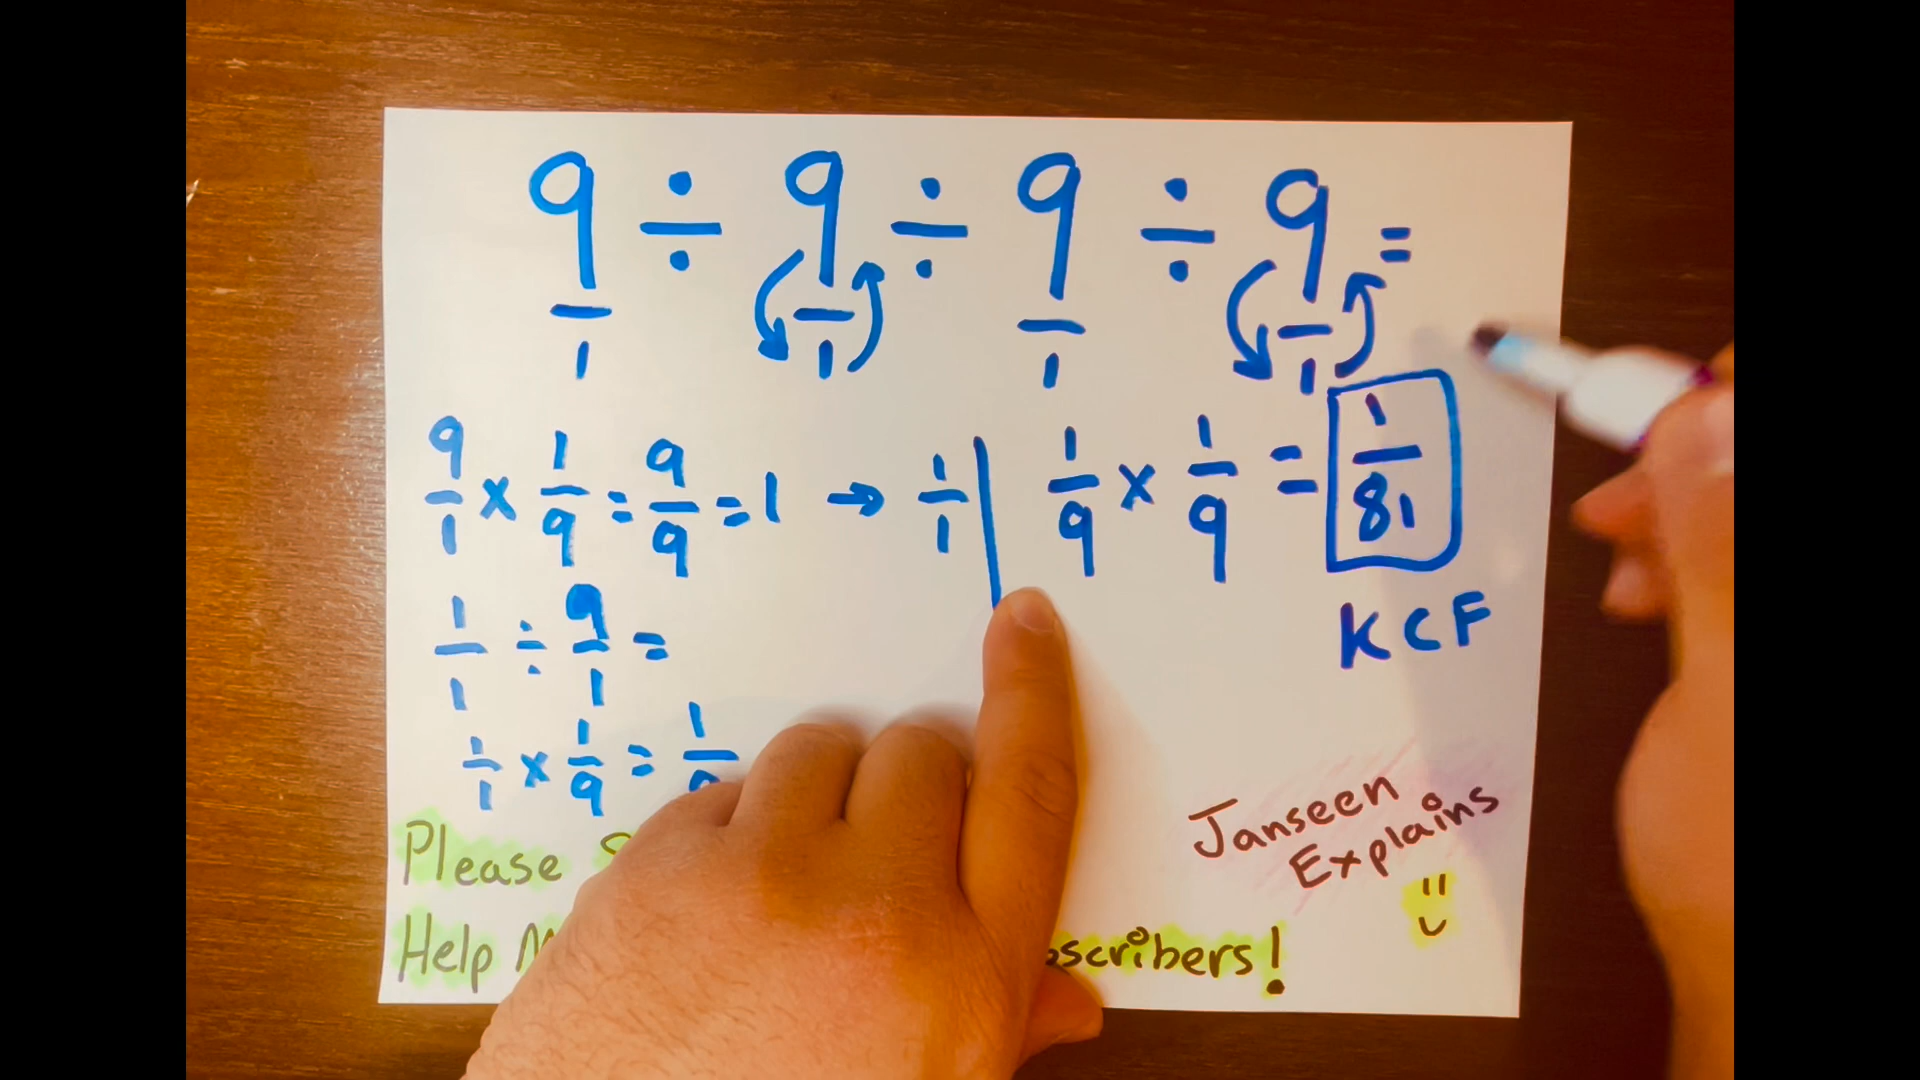 9/1 ÷ 9/1 ÷ 9/1 ÷ 9/1 =
9/1 x 1/9 = 9/9 = 1 → 1/1 | 1/9 x 1/9 = 1/81
1/1 ÷ 9/1 =
KCF
1/1 x 1/9 =
Janseen
Explains
Please
Help
!